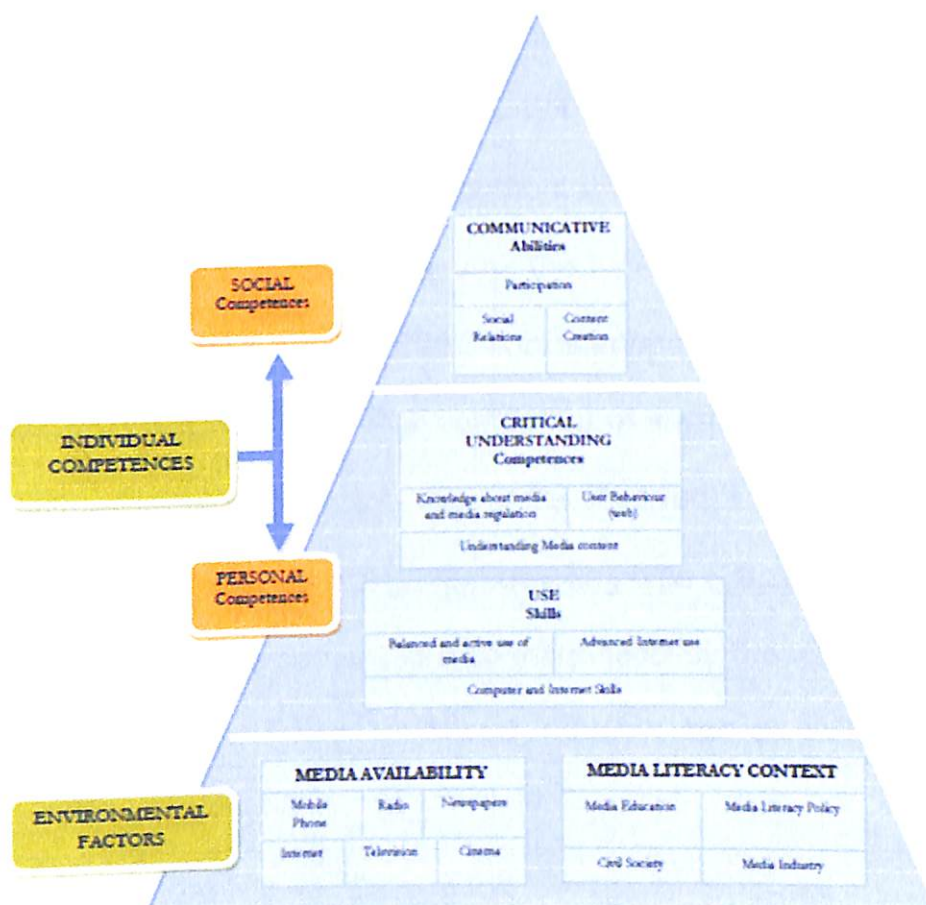 COMMUNICATIVE
Abilities
Participation
Social
Relations
Content
Creation
SOCIAL
Competences
INDIVIDUAL
COMPETENCES
PERSONAL
Competences
CRITICAL
UNDERSTANDING
Competences
Knowledge about media
and media regulation
User Behaviour
(web)
Understanding Media content
USE
Skills
Balanced and active use of
media
Advanced Internet use
Computer and Internet Skills
ENVIRONMENTAL
FACTORS
MEDIA AVAILABILITY
Mobile
Phone
Radio
Newspapers
Internet
Television
Cinema
MEDIA LITERACY CONTEXT
Media Education
Media Literacy Policy
Civil Society
Media Industry